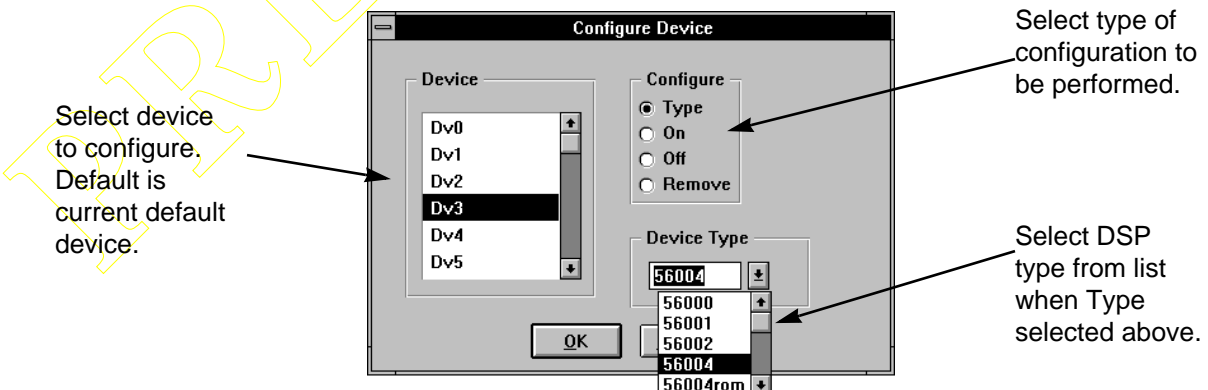 Configure Device
Select type of
configuration to
be performed.
Select device
to configure.
Default is
current default
device.
Device
Dv0
Dv1
Dv2
Dv3
Dv4
Dv5
Configure
Type
On
Off
Remove
Device Type
56004
56000
56001
56002
56004
56004rom
OK
Select DSP
type from list
when Type
selected above.